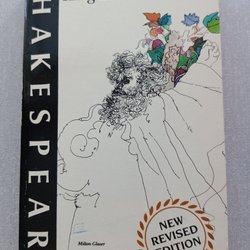 HAKESPEAR
Milton Glaser
NEW
REVISED
EDITION